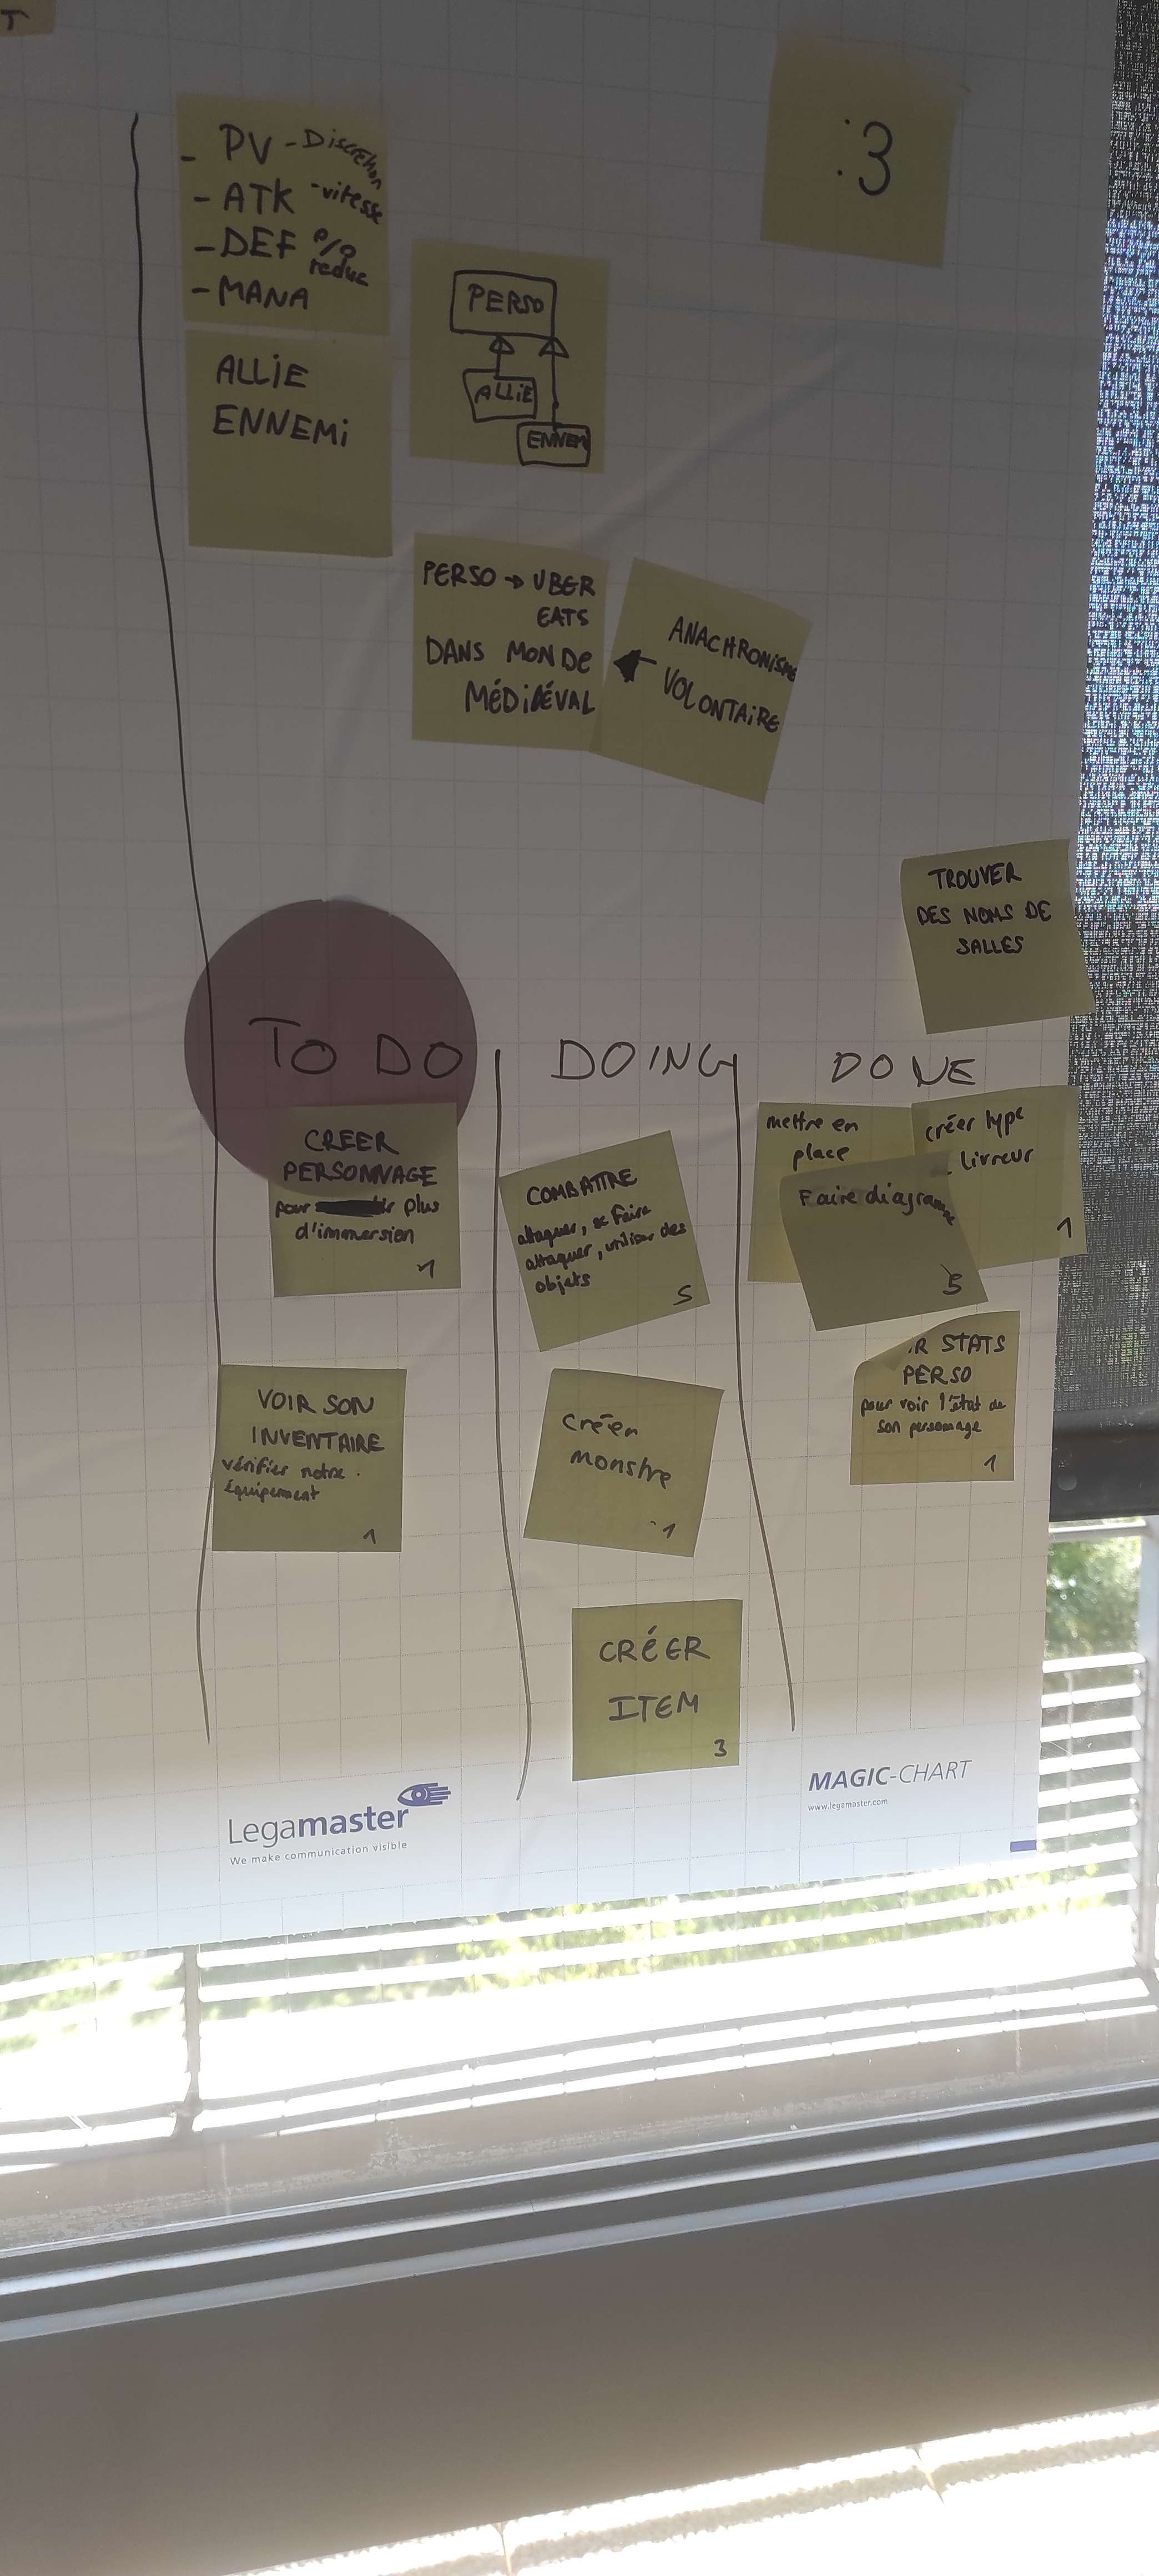 T
- PV - Discretion
- ATK - vitesse
- DEF % reduc
- MANA
:3
ALLIE
ENNEMi
PERSO
ALLIE
ENNEMI
PERSO → UBER
EATS
DANS MONDE
MÉDIÉVAL
ANACHRONISME
VOLONTAIRE
TROUVER
DES NOMS DE
SALLES
TO DO
DOING
DONE
CREER
PERSONNAGE
pour plus
d'immersion
1
VOIR SON
INVENTAIRE
vérifier notre
équipement
1
COMBATTRE
attaquer, se faire
attaquer, utiliser des
objets
5
Créer
monstre
1
CRÉER
ITEM
3
mettre en
place
créer type
livreur
1
Faire diagramme
5
R STATS
PERSO
pour voir l'état de
son personnage
1
Legamaster
We make communication visible
MAGIC-CHART
www.legamaster.com